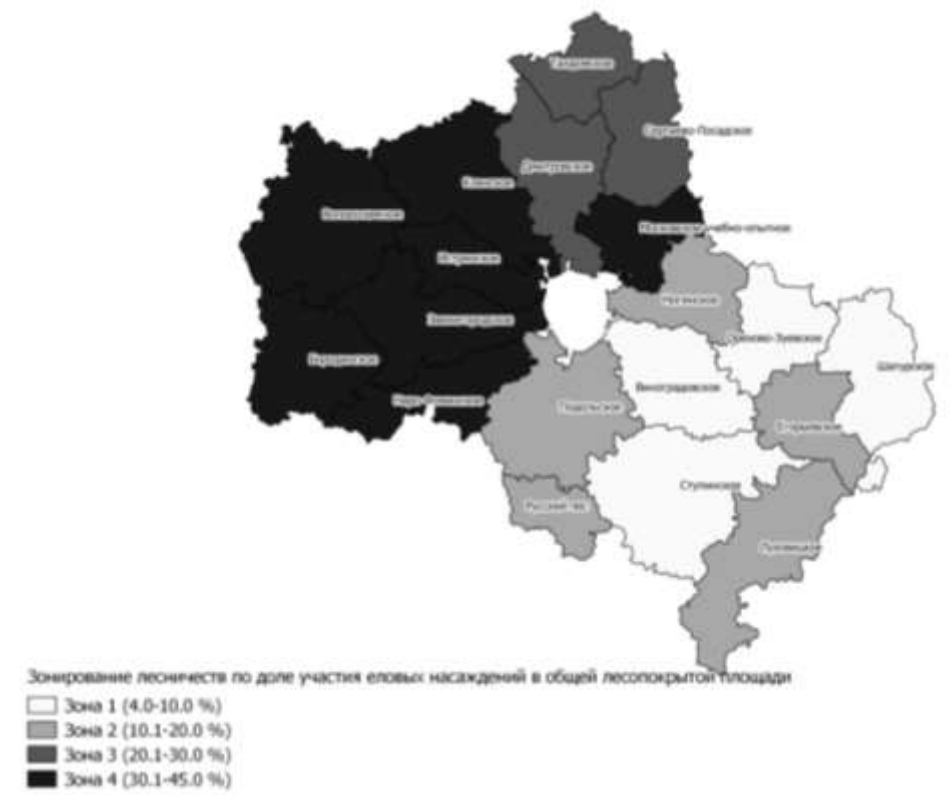 Талдомское
Сергиево-Посадское
Дмитровское
Клинское
Волоколамское
Московское учебно-опытное
Истринское
Ногинское
Звенигородское
Орехово-Зуевское
Бородинское
Шатурское
Виноградовское
Наро-Фоминское
Подольское
Егорьевское
Ступинское
Русский лес
Луховицкое
Зонирование лесничеств по доле участия еловых насаждений в общей лесопокрытой площади
Зона 1 (4.0-10.0 %)
Зона 2 (10.1-20.0 %)
Зона 3 (20.1-30.0 %)
Зона 4 (30.1-45.0 %)